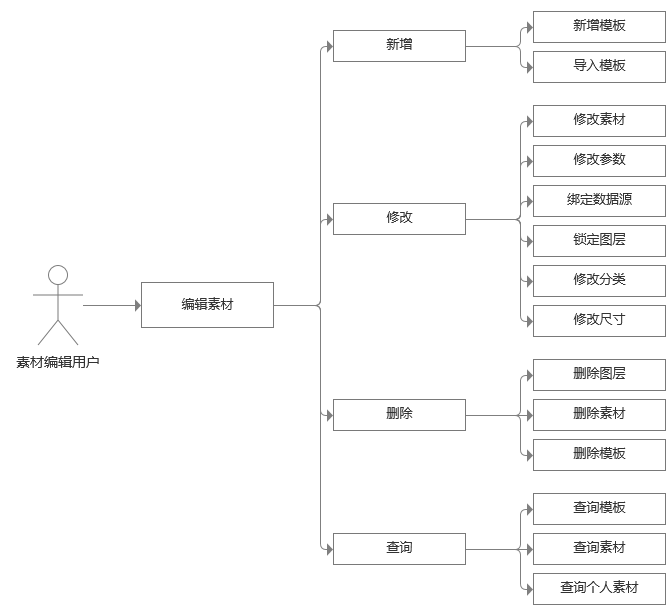 素材编辑用户
编辑素材
新增
新增模板
导入模板
修改
修改素材
修改参数
绑定数据源
锁定图层
修改分类
修改尺寸
删除
删除图层
删除素材
删除模板
查询
查询模板
查询素材
查询个人素材